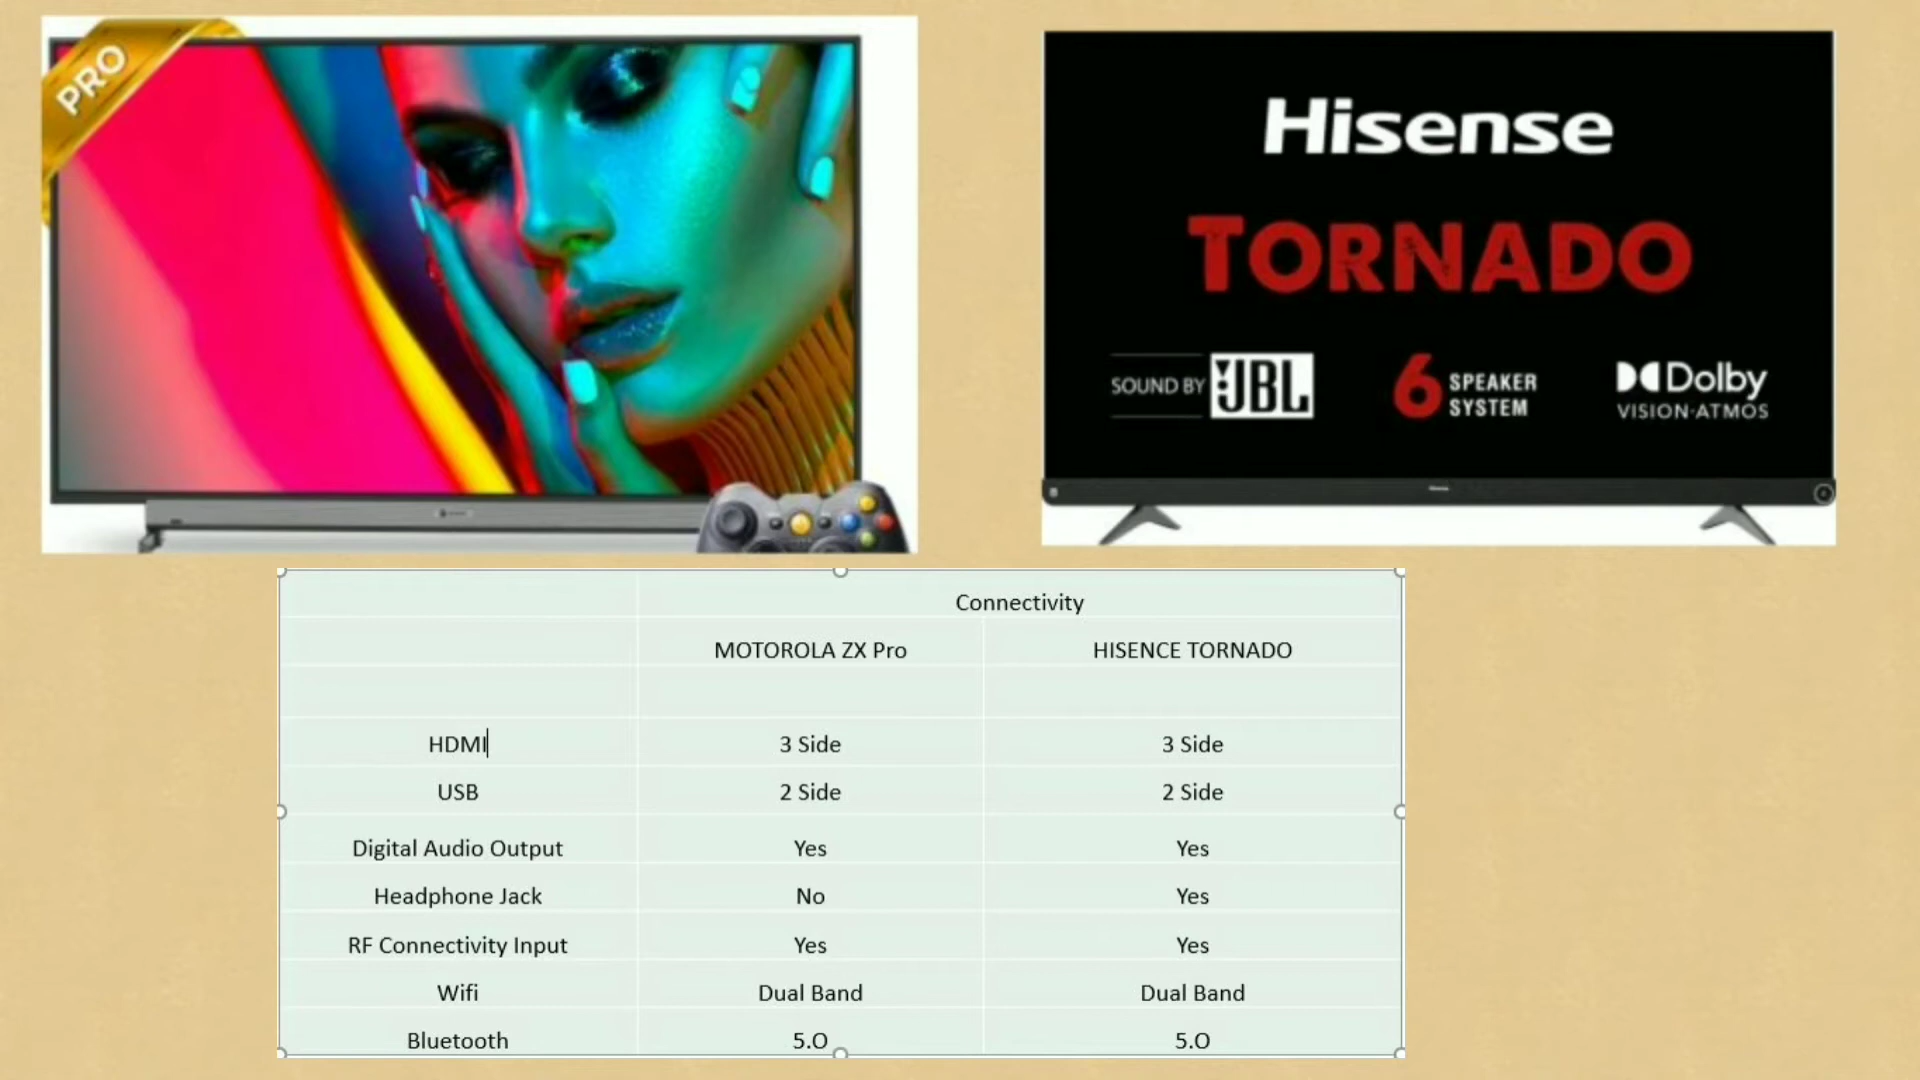 PRO
Hisense
TORNADO
SOUND BY JBL
6 SPEAKER SYSTEM
Dolby
VISION·ATMOS
Connectivity
MOTOROLA ZX Pro HISENCE TORNADO
HDMI 3 Side 3 Side
USB 2 Side 2 Side
Digital Audio Output Yes Yes
Headphone Jack No Yes
RF Connectivity Input Yes Yes
Wifi Dual Band Dual Band
Bluetooth 5.O 5.O